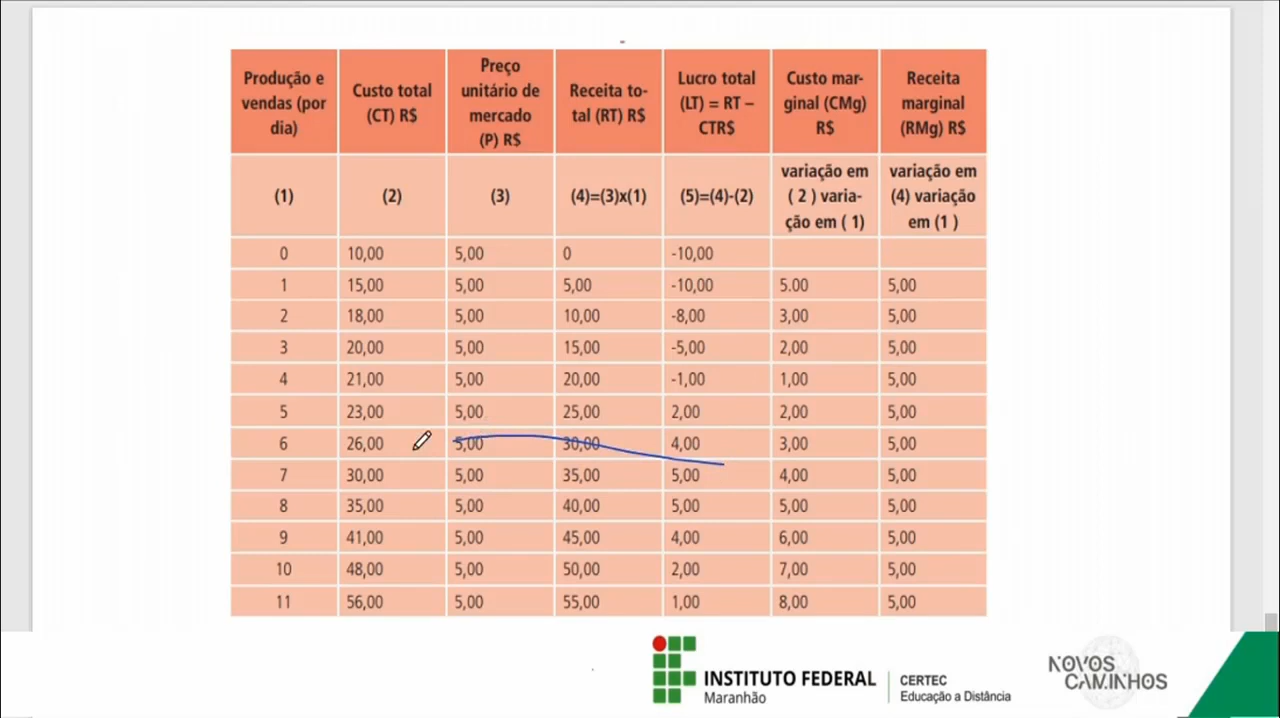 Produção e vendas (por dia) Custo total (CT) R$ Preço unitário de mercado (P) R$ Receita to- tal (RT) R$ Lucro total (LT) = RT – CTR$ Custo mar- ginal (CMg) R$ Receita marginal (RMg) R$
(1) (2) (3) (4)=(3)x(1) (5)=(4)-(2) variação em ( 2 ) varia- ção em ( 1) variação em (4) variação em (1 )
0 10,00 5,00 0 -10,00
1 15,00 5,00 5,00 -10,00 5.00 5,00
2 18,00 5,00 10,00 -8,00 3,00 5,00
3 20,00 5,00 15,00 -5,00 2,00 5,00
4 21,00 5,00 20,00 -1,00 1,00 5,00
5 23,00 5,00 25,00 2,00 2,00 5,00
6 26,00 5,00 30,00 4,00 3,00 5,00
7 30,00 5,00 35,00 5,00 4,00 5,00
8 35,00 5,00 40,00 5,00 5,00 5,00
9 41,00 5,00 45,00 4,00 6,00 5,00
10 48,00 5,00 50,00 2,00 7,00 5,00
11 56,00 5,00 55,00 1,00 8,00 5,00
INSTITUTO FEDERAL
Maranhão
CERTEC
Educação a Distância
NOVOS
CAMINHOS